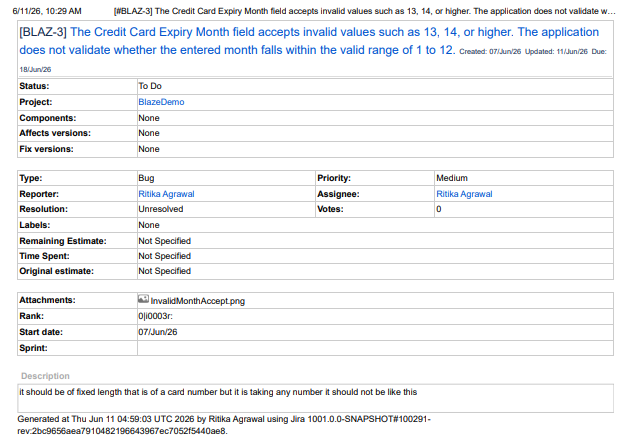 6/11/26, 10:29 AM [#BLAZ-3] The Credit Card Expiry Month field accepts invalid values such as 13, 14, or higher. The application does not validate w...
[BLAZ-3] The Credit Card Expiry Month field accepts invalid values such as 13, 14, or higher. The application
does not validate whether the entered month falls within the valid range of 1 to 12. Created: 07/Jun/26 Updated: 11/Jun/26 Due:
18/Jun/26
Status: To Do
Project: BlazeDemo
Components: None
Affects versions: None
Fix versions: None
Type: Bug Priority: Medium
Reporter: Ritika Agrawal Assignee: Ritika Agrawal
Resolution: Unresolved Votes: 0
Labels: None
Remaining Estimate: Not Specified
Time Spent: Not Specified
Original estimate: Not Specified
Attachments: InvalidMonthAccept.png
Rank: 0|i0003r:
Start date: 07/Jun/26
Sprint:
Description
it should be of fixed length that is of a card number but it is taking any number it should not be like this
Generated at Thu Jun 11 04:59:03 UTC 2026 by Ritika Agrawal using Jira 1001.0.0-SNAPSHOT#100291-
rev:2bc9656aea7910482196643967ec7052f5440ae8.